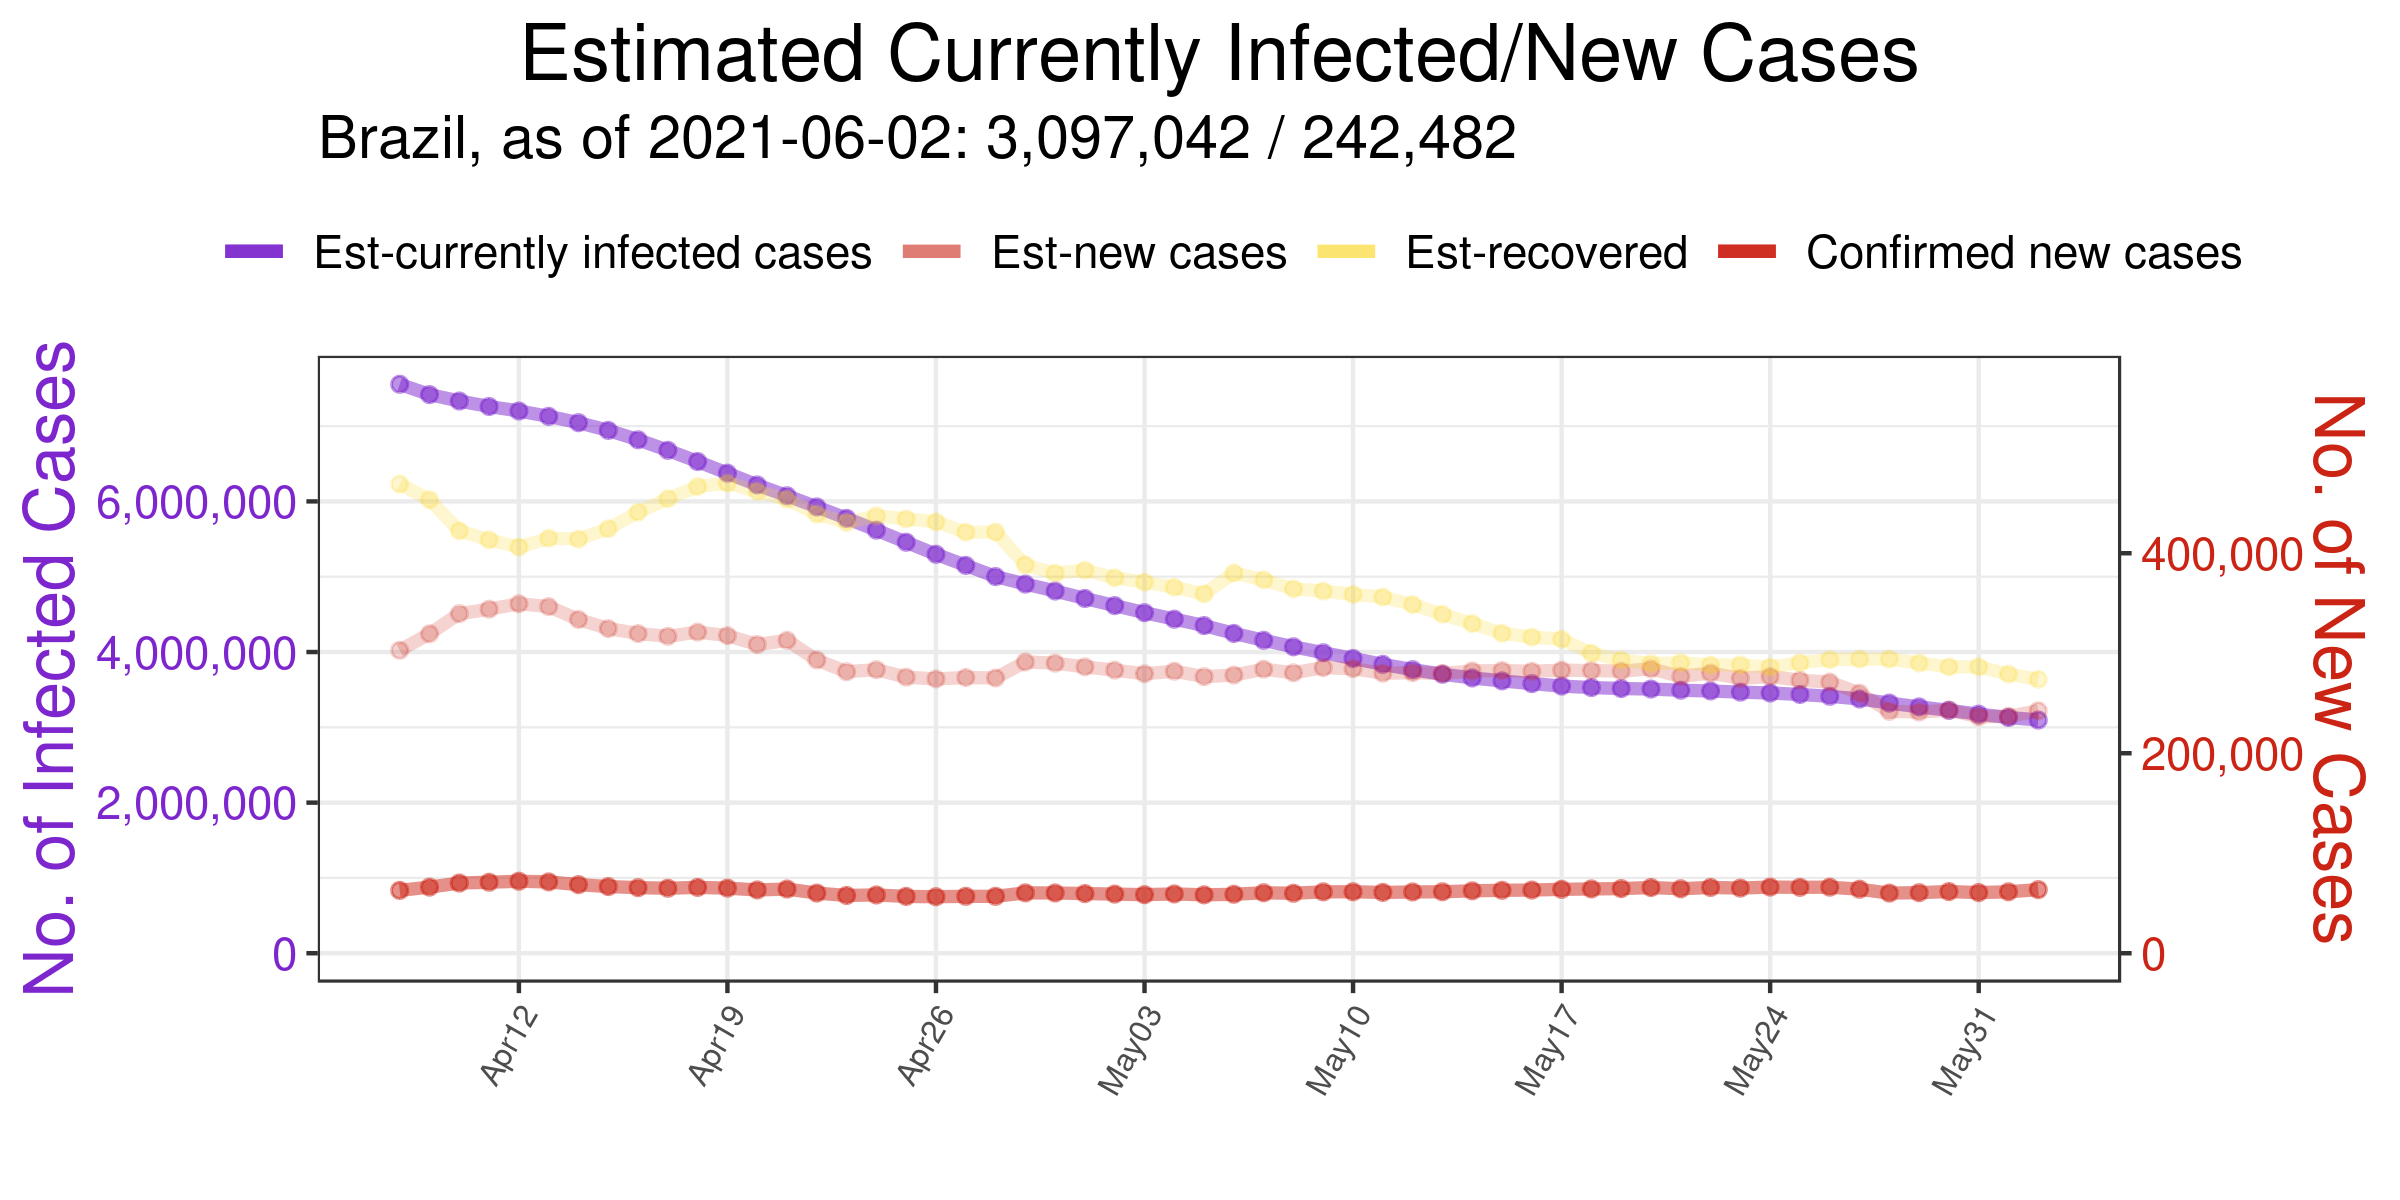 Estimated Currently Infected/New Cases
Brazil, as of 2021-06-02: 3,097,042 / 242,482
Est-currently infected cases Est-new cases Est-recovered Confirmed new cases
No. of Infected Cases
6,000,000
4,000,000
2,000,000
0
400,000
200,000
0
No. of New Cases
Apr12 Apr19 Apr26 May03 May10 May17 May24 May31